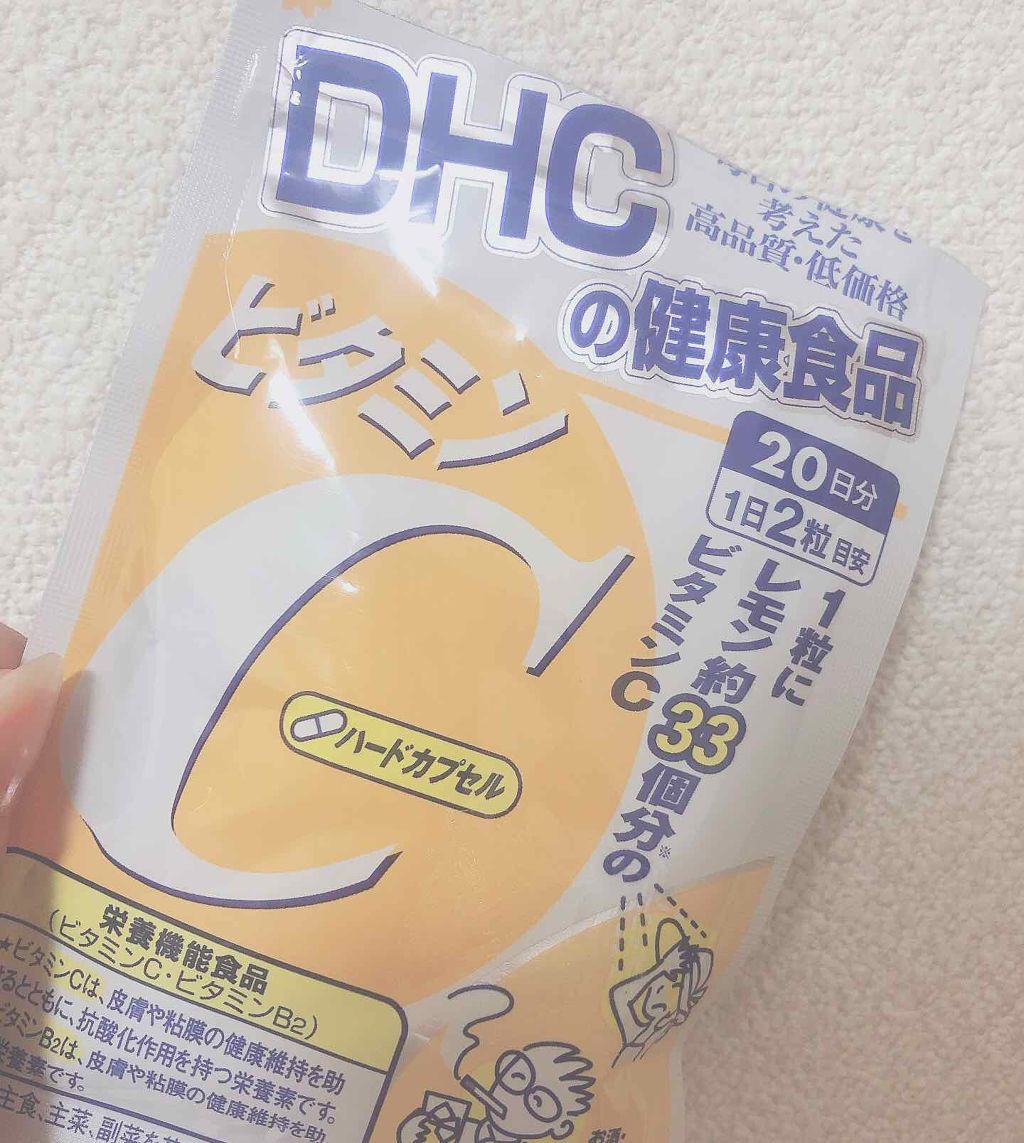 DHC
考えた
高品質・低価格
の健康食品
ビタミン
C
20日分
1日2粒目安
1粒に
レモン約33個分の※
ビタミンC
ハードカプセル
栄養機能食品
(ビタミンC・ビタミンB2)
★ビタミンCは、皮膚や粘膜の健康維持を助
けるとともに、抗酸化作用を持つ栄養素です。
ビタミンB2は、皮膚や粘膜の健康維持を助
栄養素です。
主食、主菜、副菜を
お酒・